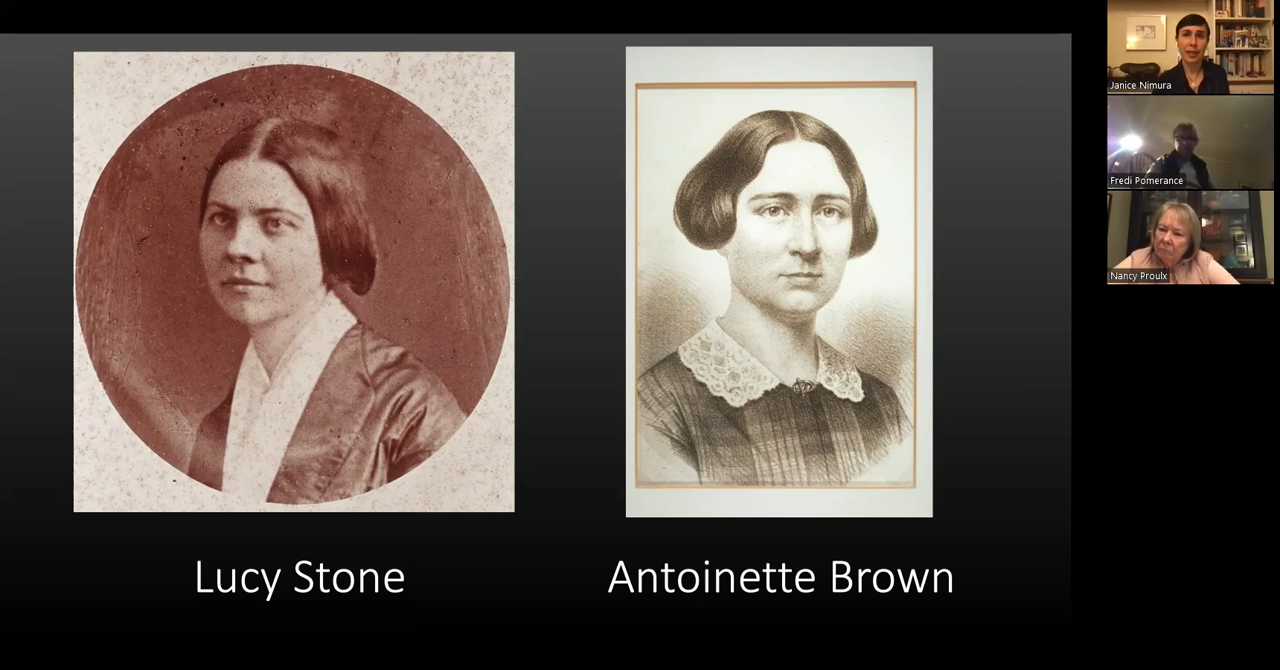 Lucy Stone
Antoinette Brown
Janice Nimura
Fredi Pomerance
Nancy Proulx